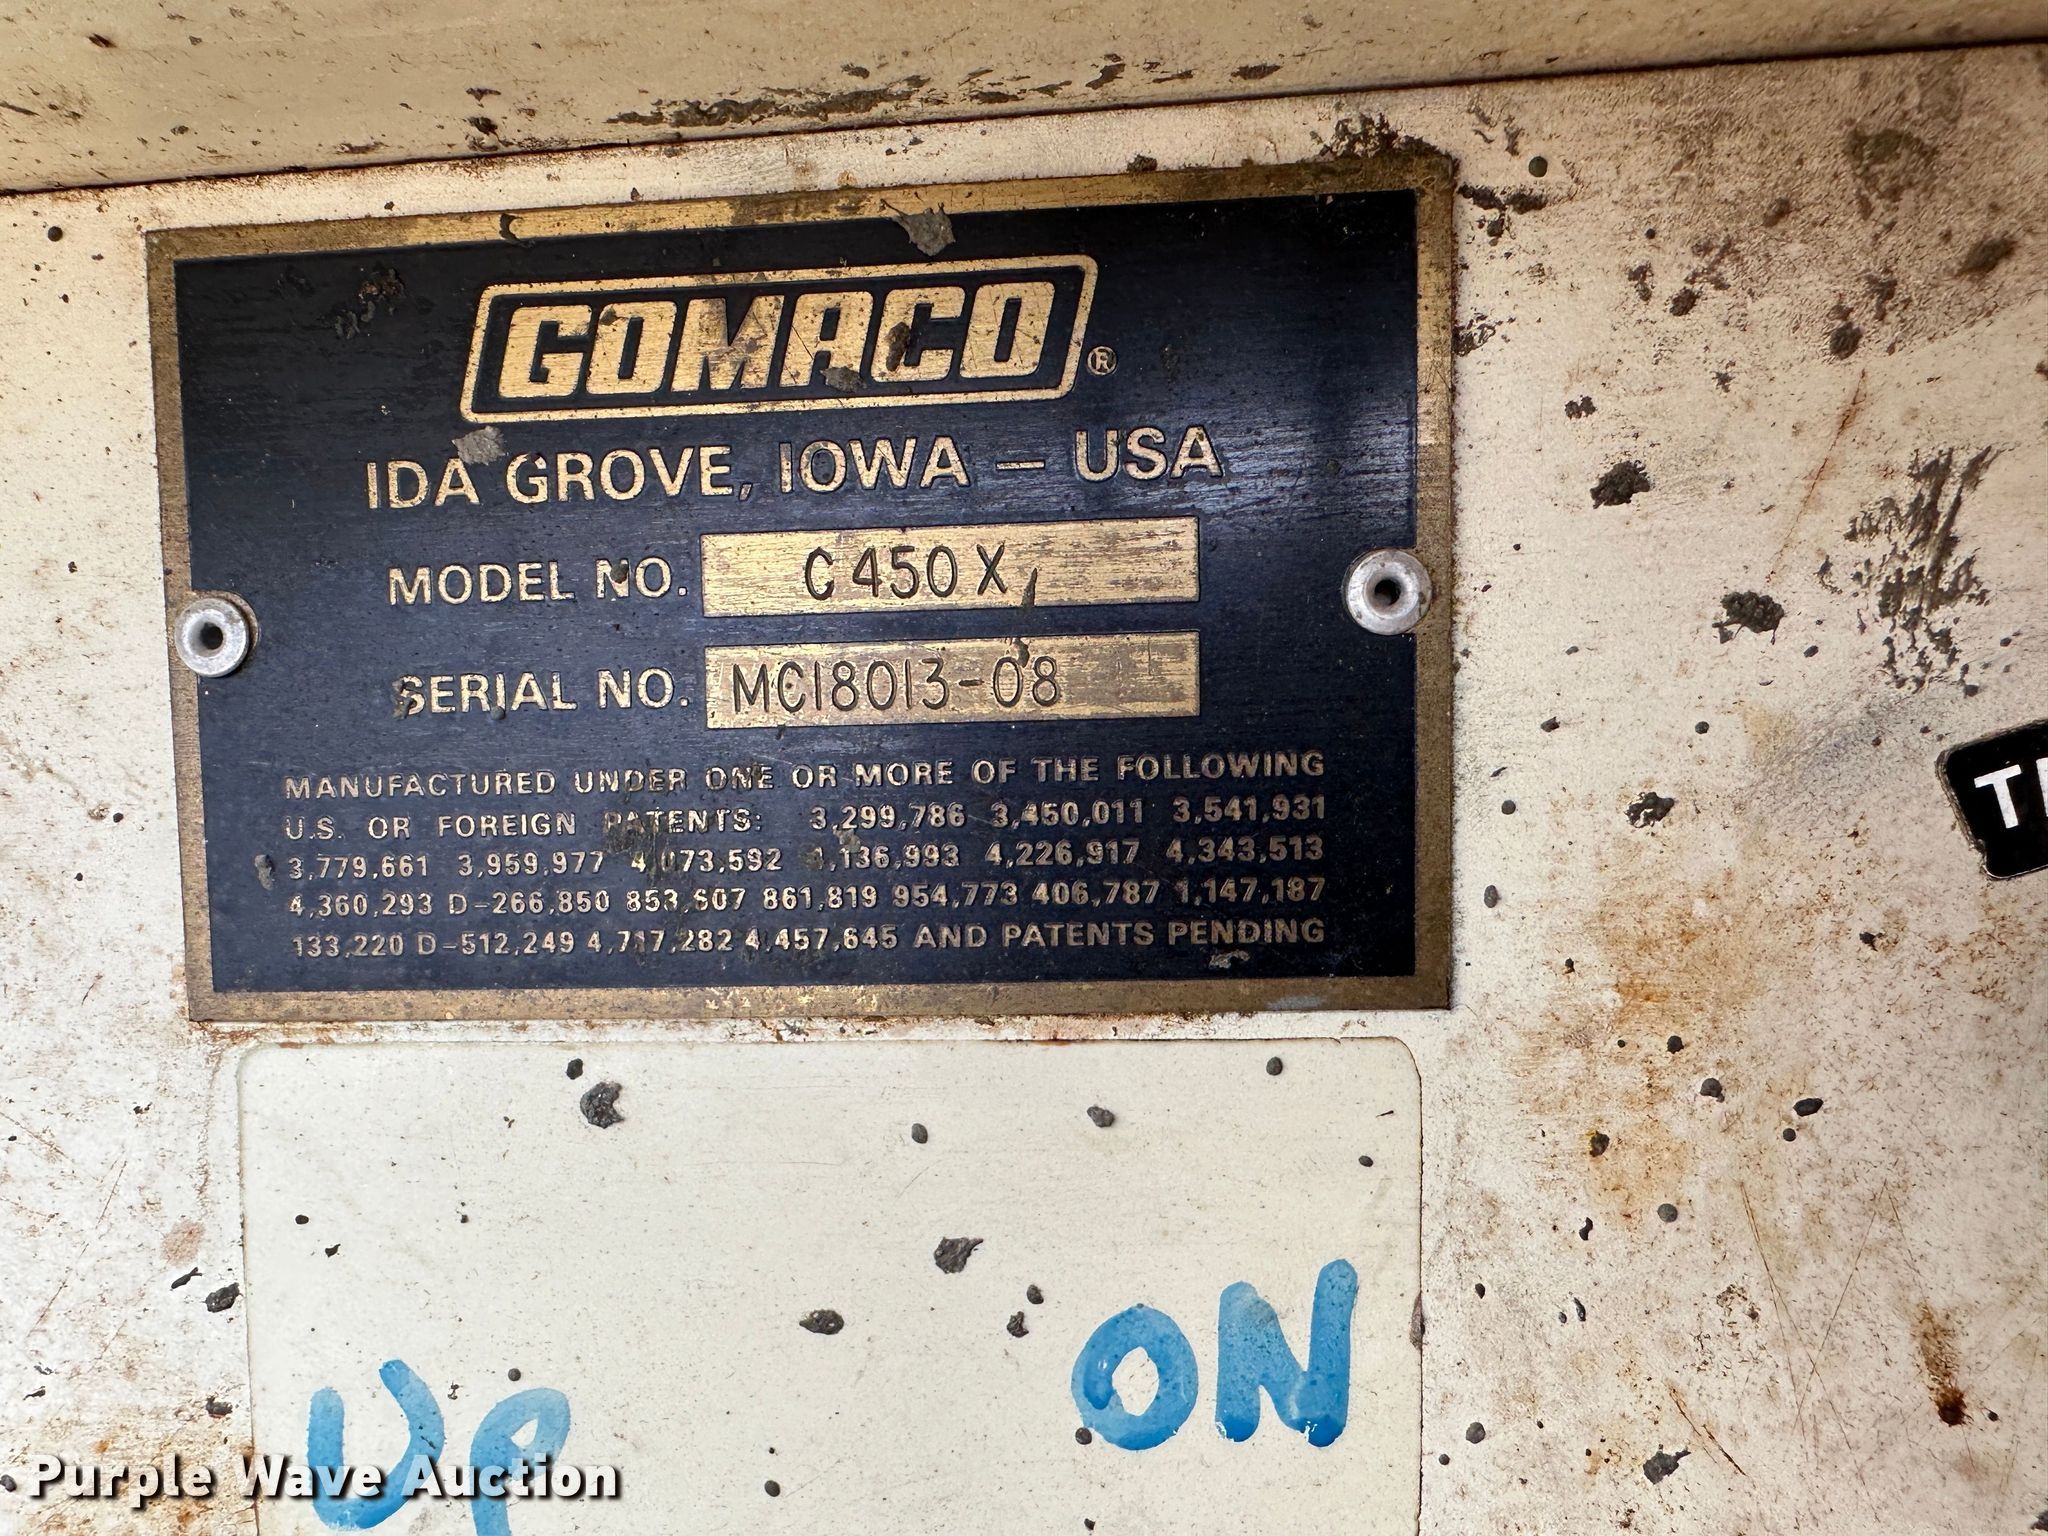 GOMACO®
IDA GROVE, IOWA — USA
MODEL NO. C450X
SERIAL NO. MC18013-08
MANUFACTURED UNDER ONE OR MORE OF THE FOLLOWING
U.S. OR FOREIGN PATENTS: 3,299,786 3,450,011 3,541,931
3,779,661 3,959,977 4,073,592 4,136,993 4,226,917 4,343,513
4,360,293 D-266,850 853,607 861,819 954,773 406,787 1,147,187
133,220 D-512,249 4,717,282 4,457,645 AND PATENTS PENDING
UP ON
Purple Wave Auction